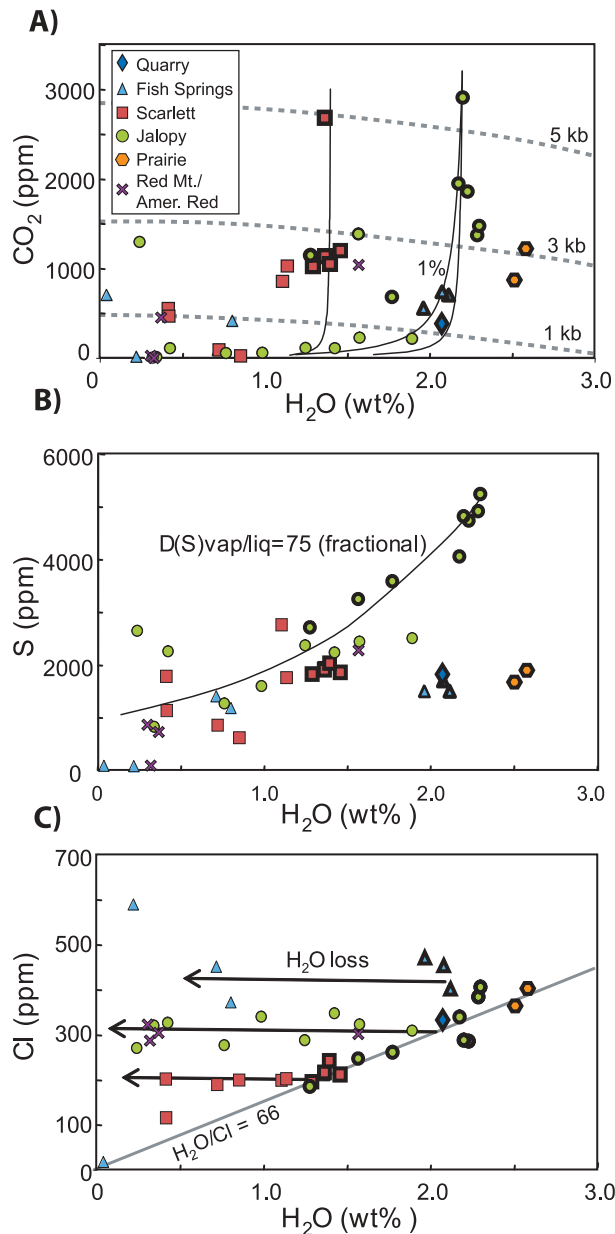 A)
CO₂ (ppm)
3000
2000
1000
0
Quarry
Fish Springs
Scarlett
Jalopy
Prairie
Red Mt./
Amer. Red
5 kb
3 kb
1%
1 kb
0 1.0 2.0 3.0
H₂O (wt%)
B)
S (ppm)
6000
4000
2000
0
D(S)vap/liq=75 (fractional)
0 1.0 2.0 3.0
H₂O (wt%)
C)
Cl (ppm)
700
500
300
100
0
H₂O loss
H₂O/Cl = 66
0 1.0 2.0 3.0
H₂O (wt%)